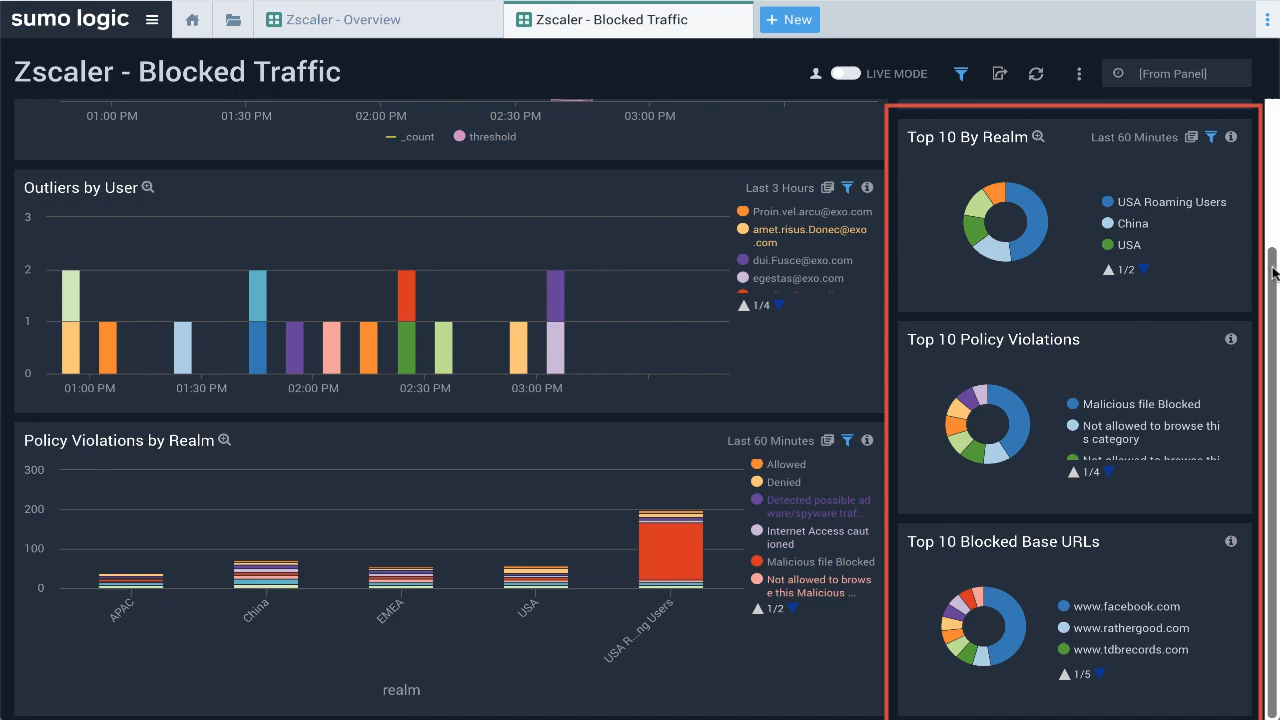 sumo logic
Zscaler - Overview
Zscaler - Blocked Traffic
+ New
Zscaler - Blocked Traffic
LIVE MODE
[From Panel]
01:00 PM 01:30 PM 02:00 PM 02:30 PM 03:00 PM
_count threshold
Outliers by User
Last 3 Hours
3
2
1
0
01:00 PM 01:30 PM 02:00 PM 02:30 PM 03:00 PM
Proin.vel.arcu@exo.com
amet.risus.Donec@exo
.com
dui.Fusce@exo.com
egestas@exo.com
1/4
Policy Violations by Realm
Last 60 Minutes
300
200
100
0
APAC China EMEA USA USA R...ng Users
realm
Allowed
Denied
Detected possible ad
ware/spyware traf...
Internet Access caut
ioned
Malicious file Blocked
Not allowed to brows
e this Malicious ...
1/2
Top 10 By Realm
Last 60 Minutes
USA Roaming Users
China
USA
1/2
Top 10 Policy Violations
Malicious file Blocked
Not allowed to browse thi
s category
Not allowed to browse thi
1/4
Top 10 Blocked Base URLs
www.facebook.com
www.rathergood.com
www.tdbrecords.com
1/5